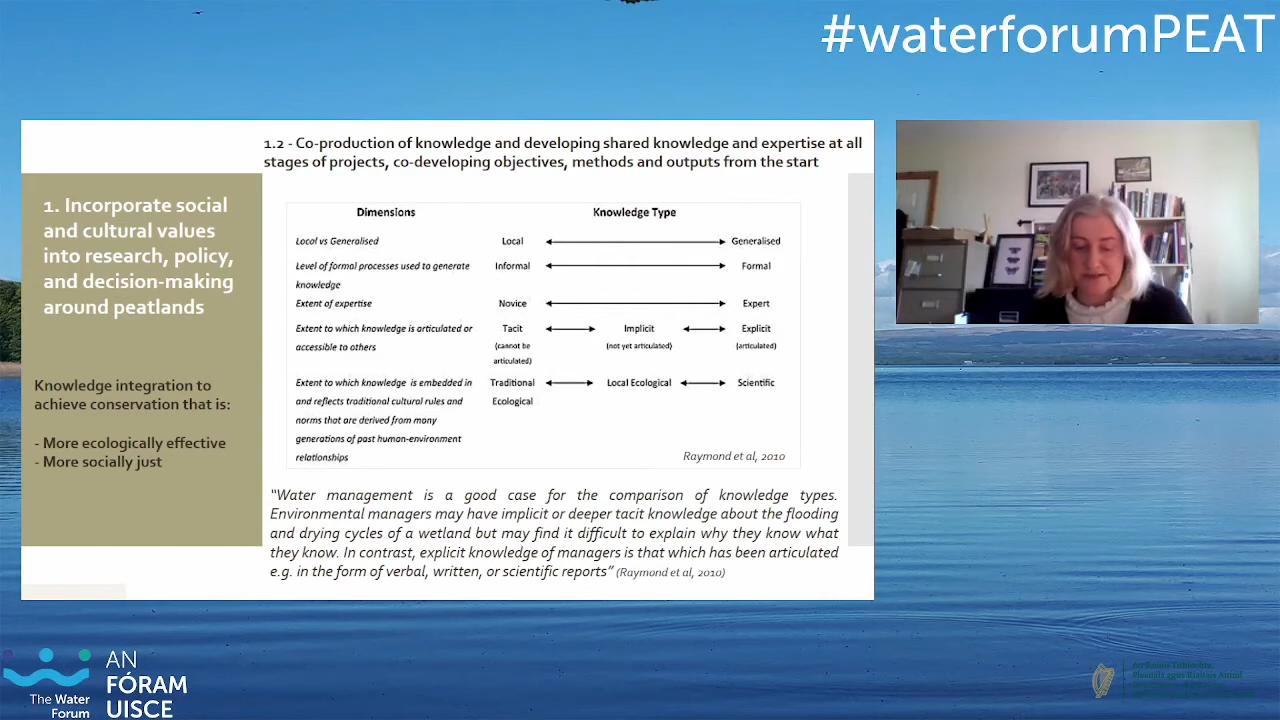 #waterforumPEAT
1.2 - Co-production of knowledge and developing shared knowledge and expertise at all
stages of projects, co-developing objectives, methods and outputs from the start
1. Incorporate social
and cultural values
into research, policy,
and decision-making
around peatlands
Knowledge integration to
achieve conservation that is:
- More ecologically effective
- More socially just
Dimensions Knowledge Type
Local vs Generalised Local Generalised
Level of formal processes used to generate Informal Formal
knowledge
Extent of expertise Novice Expert
Extent to which knowledge is articulated or Tacit Implicit Explicit
accessible to others (cannot be (not yet articulated) (articulated)
articulated)
Extent to which knowledge is embedded in Traditional Local Ecological Scientific
and reflects traditional cultural rules and Ecological
norms that are derived from many
generations of past human-environment
relationships
Raymond et al, 2010
"Water management is a good case for the comparison of knowledge types.
Environmental managers may have implicit or deeper tacit knowledge about the flooding
and drying cycles of a wetland but may find it difficult to explain why they know what
they know. In contrast, explicit knowledge of managers is that which has been articulated
e.g. in the form of verbal, written, or scientific reports" (Raymond et al, 2010)
The Water
Forum
AN
FÓRAM
UISCE